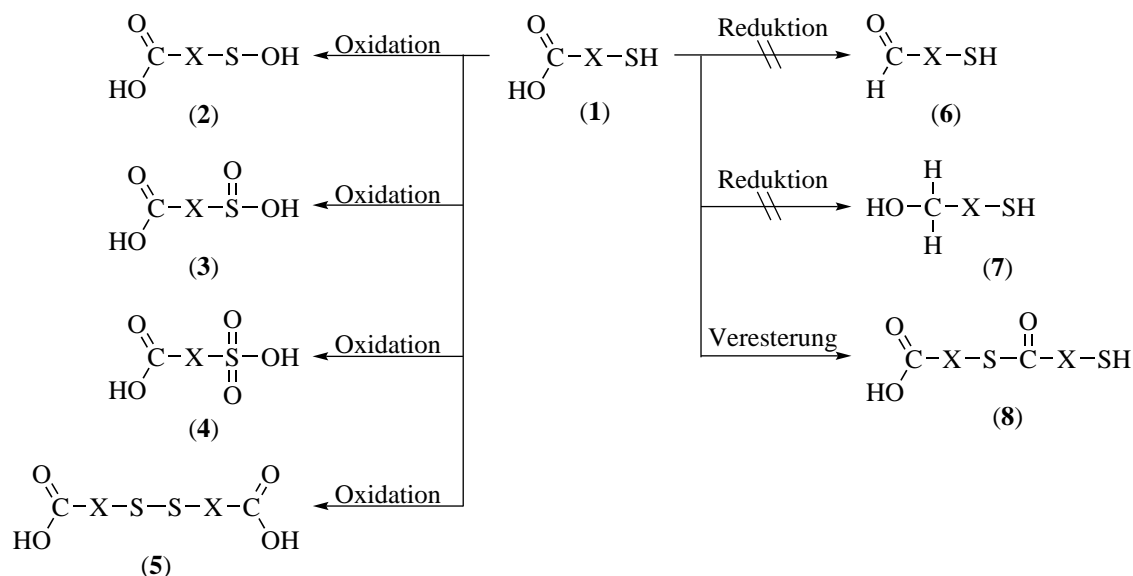 O
C X S OH
HO
(2)
Oxidation
O
C X SH
HO
(1)
Reduktion
O
C X SH
H
(6)
O O
C X S OH
HO
(3)
Oxidation
Reduktion
H
HO C X SH
H
(7)
O O
C X S OH
HO O
(4)
Oxidation
Veresterung
O O
C X S C X SH
HO
(8)
O O
C X S S X C
HO OH
(5)
Oxidation